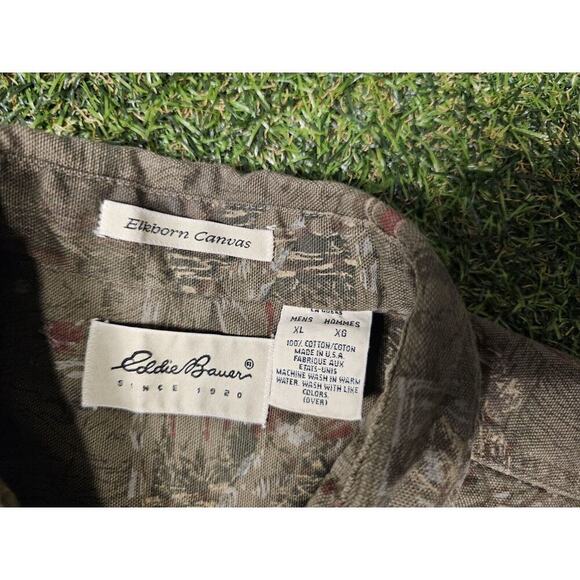 Elkhorn Canvas
Eddie Bauer®
SINCE 1920
MENS HOMMES
XL XG
100% COTTON/COTON
MADE IN U.S.A.
FABRIQUE AUX
ETATS-UNIS
MACHINE WASH IN WARM
WATER. WASH WITH LIKE
COLORS.
(OVER)